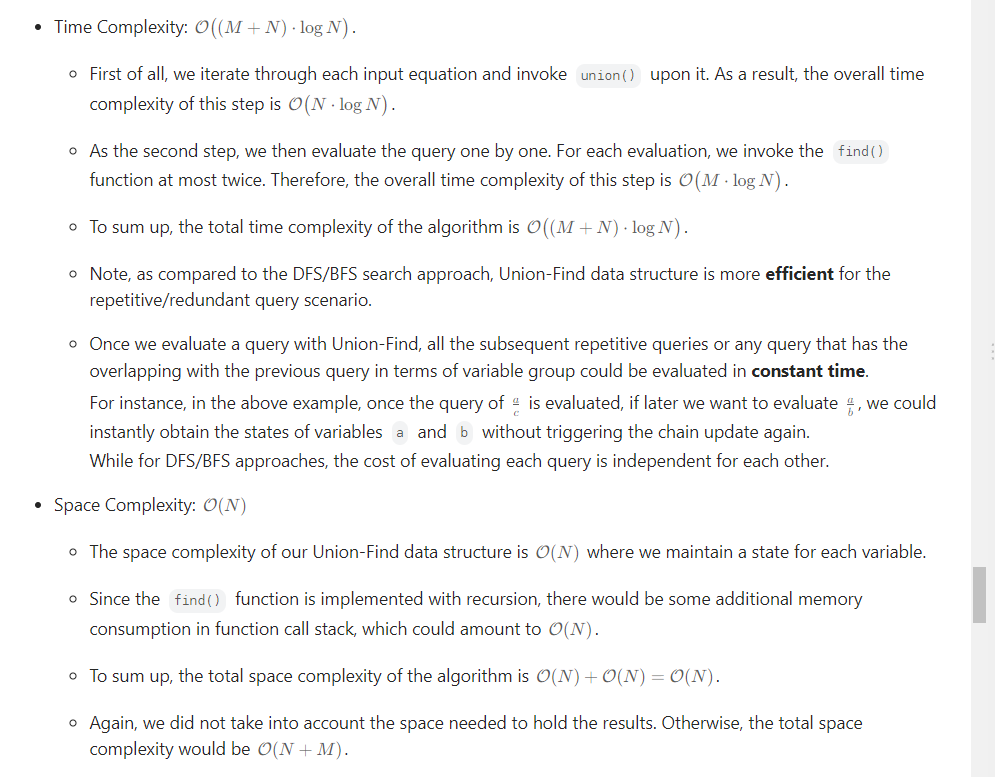 • Time Complexity: O((M + N) · log N).
◦ First of all, we iterate through each input equation and invoke union() upon it. As a result, the overall time
complexity of this step is O(N · log N).
◦ As the second step, we then evaluate the query one by one. For each evaluation, we invoke the find()
function at most twice. Therefore, the overall time complexity of this step is O(M · log N).
◦ To sum up, the total time complexity of the algorithm is O((M + N) · log N).
◦ Note, as compared to the DFS/BFS search approach, Union-Find data structure is more efficient for the
repetitive/redundant query scenario.
◦ Once we evaluate a query with Union-Find, all the subsequent repetitive queries or any query that has the
overlapping with the previous query in terms of variable group could be evaluated in constant time.
For instance, in the above example, once the query of a/c is evaluated, if later we want to evaluate a/b, we could
instantly obtain the states of variables a and b without triggering the chain update again.
While for DFS/BFS approaches, the cost of evaluating each query is independent for each other.
• Space Complexity: O(N)
◦ The space complexity of our Union-Find data structure is O(N) where we maintain a state for each variable.
◦ Since the find() function is implemented with recursion, there would be some additional memory
consumption in function call stack, which could amount to O(N).
◦ To sum up, the total space complexity of the algorithm is O(N) + O(N) = O(N).
◦ Again, we did not take into account the space needed to hold the results. Otherwise, the total space
complexity would be O(N + M).